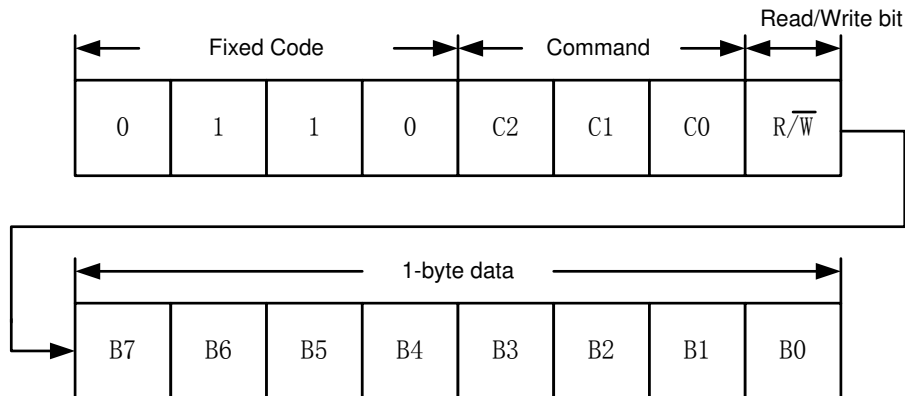 Read/Write bit
Fixed Code Command
0 1 1 0 C2 C1 C0 R/W̅
1-byte data
B7 B6 B5 B4 B3 B2 B1 B0